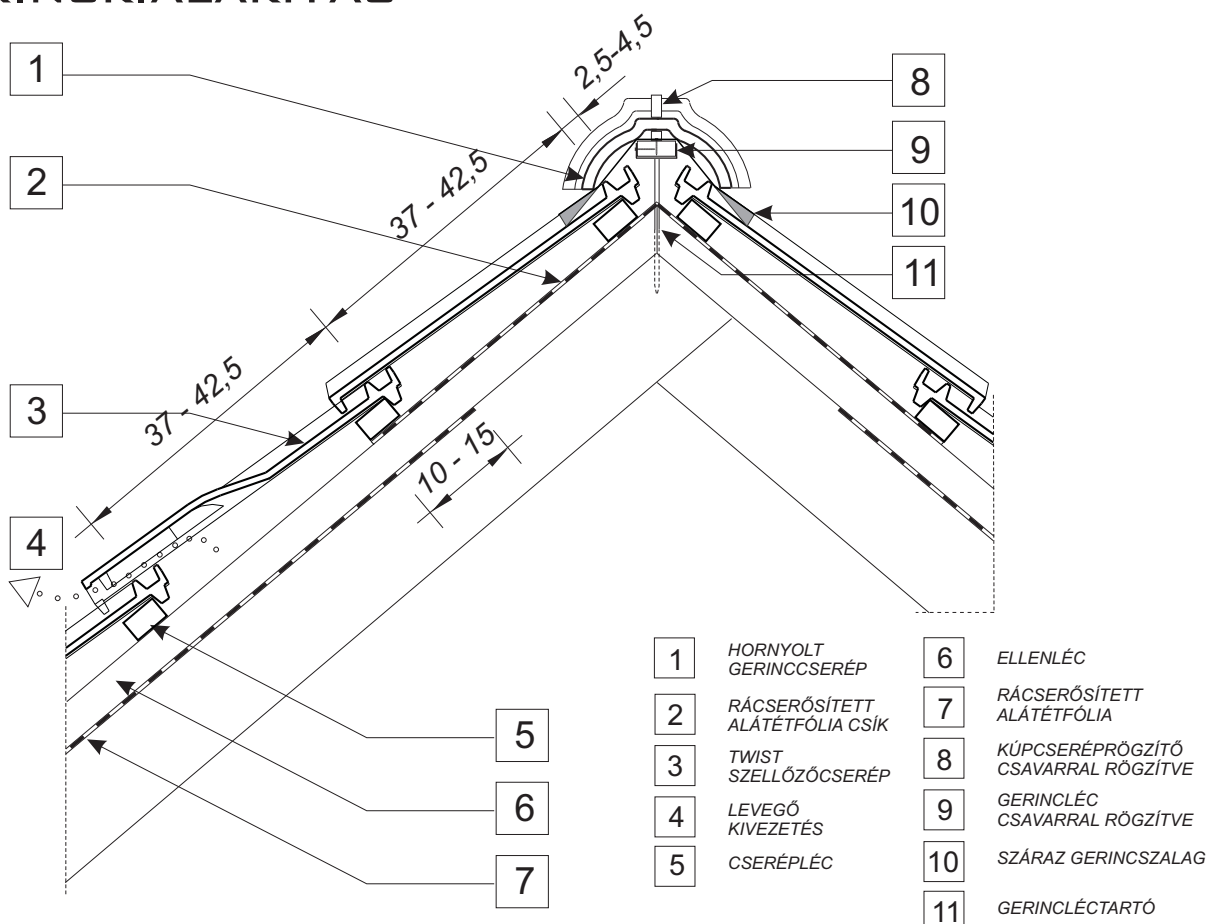 1
2
3
4
2,5-4,5
37 - 42,5
37 - 42,5
10 - 15
8
9
10
11
5
6
7
1 HORNYOLT
GERINCCSERÉP
2 RÁCSERŐSÍTETT
ALÁTÉTFÓLIA CSÍK
3 TWIST
SZELLŐZŐCSERÉP
4 LEVEGŐ
KIVEZETÉS
5 CSERÉPLÉC
6 ELLENLÉC
7 RÁCSERŐSÍTETT
ALÁTÉTFÓLIA
8 KÚPCSERÉPRÖGZÍTŐ
CSAVARRAL RÖGZÍTVE
9 GERINCLÉC
CSAVARRAL RÖGZÍTVE
10 SZÁRAZ GERINCSZALAG
11 GERINCLÉCTARTÓ